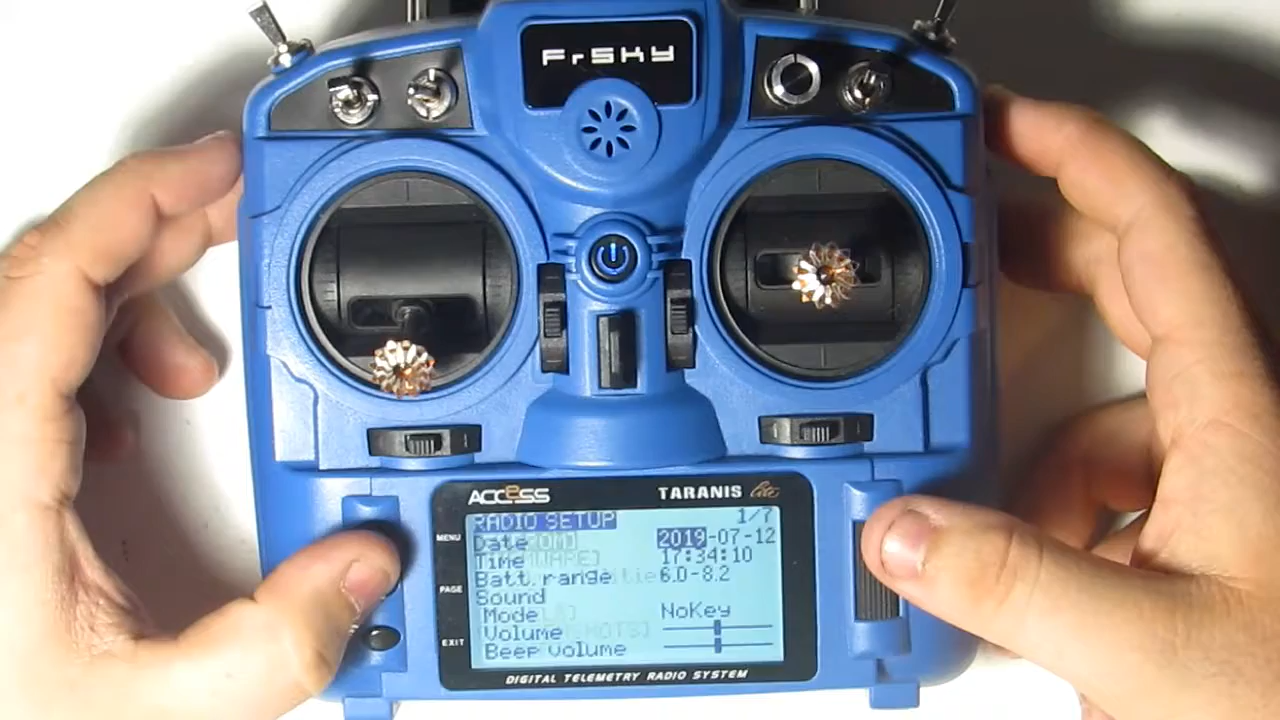 FrSKY
ACCESS TARANIS Lite
RADIO SETUP 1/7
MENU
Date 2019-07-12
Time 17:34:10
Batt. range 6.0-8.2
PAGE
Sound
Mode NoKey
Volume
EXIT
Beep volume
DIGITAL TELEMETRY RADIO SYSTEM